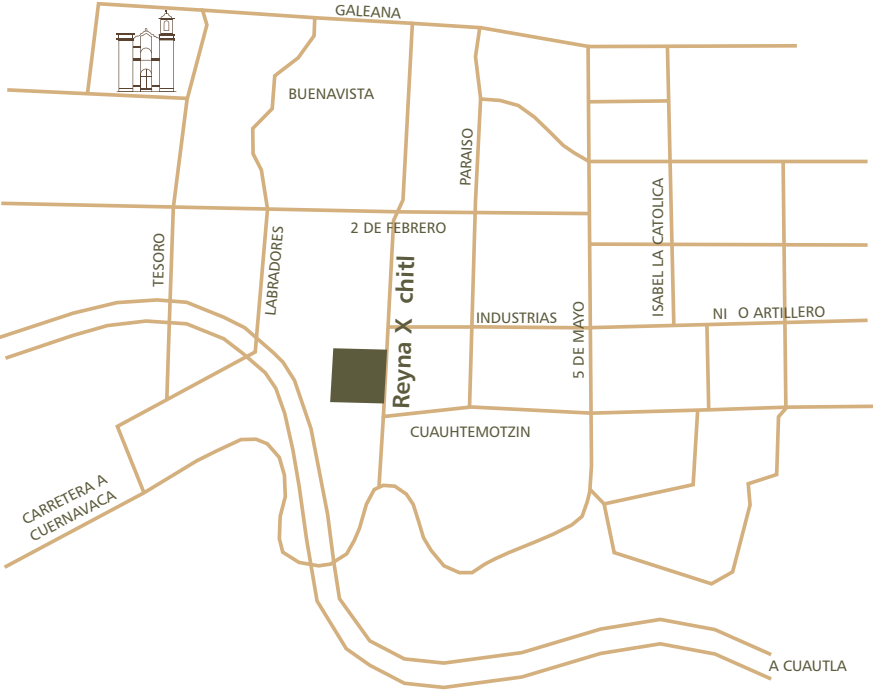 GALEANA
BUENAVISTA
PARAISO
ISABEL LA CATOLICA
2 DE FEBRERO
TESORO
LABRADORES
Reyna X chitl
INDUSTRIAS
5 DE MAYO
NI O ARTILLERO
CUAUHTEMOTZIN
CARRETERA A
CUERNAVACA
A CUAUTLA